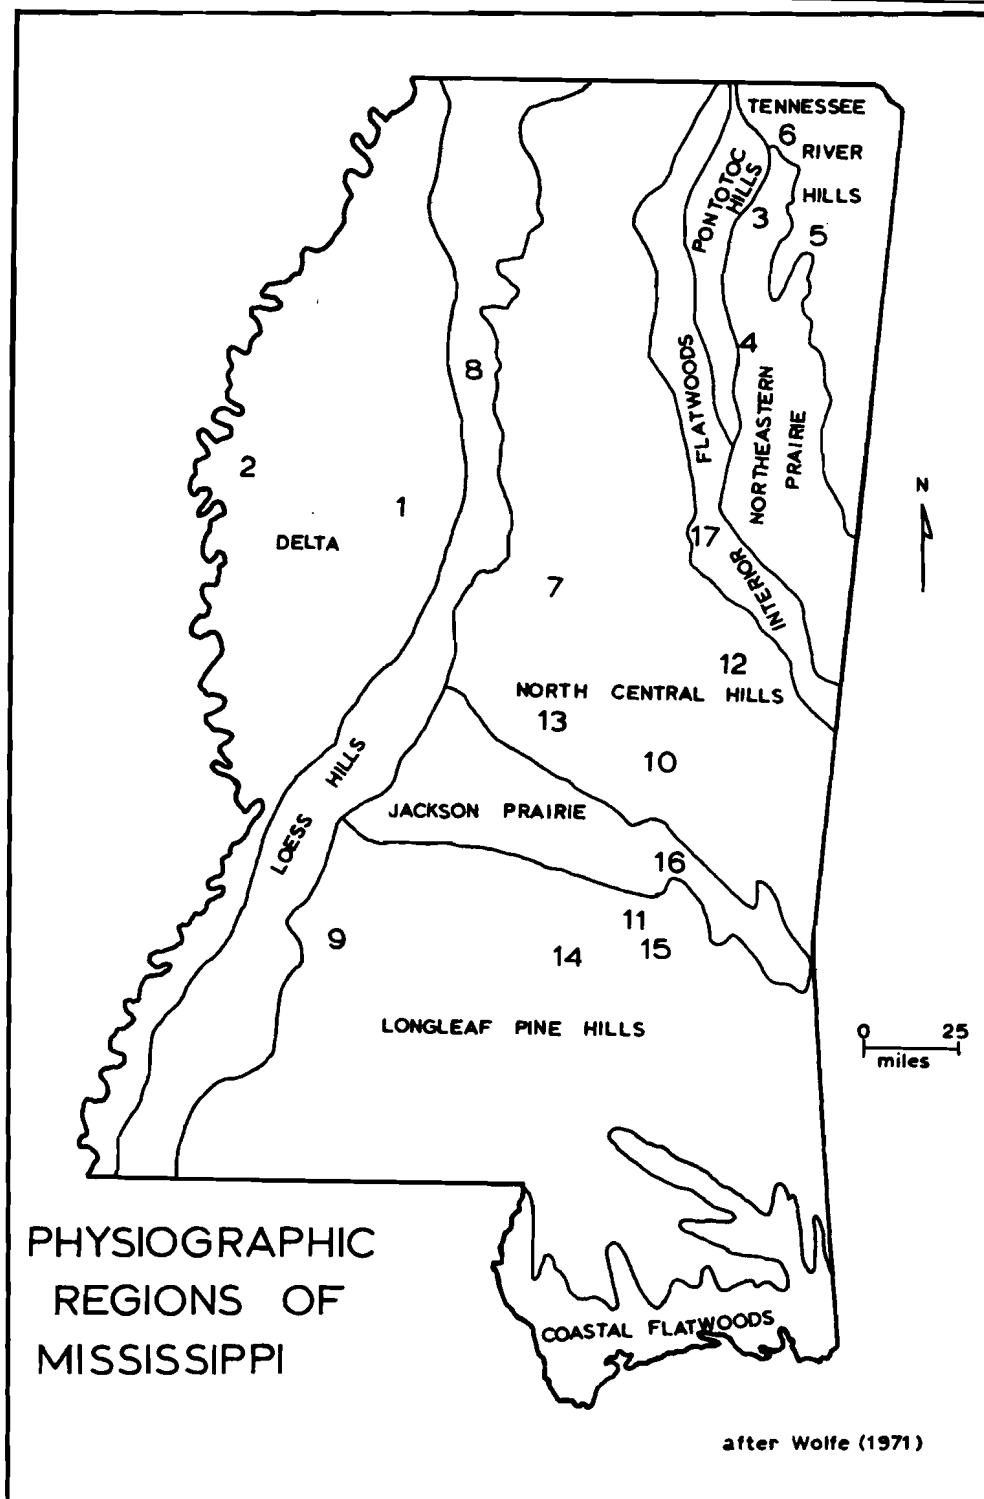 TENNESSEE
6
RIVER
HILLS
PONTOTOC
HILLS
3
5
4
8
FLATWOODS
NORTHEASTERN
PRAIRIE
2
1
DELTA
N
17
INTERIOR
7
12
NORTH CENTRAL HILLS
13
10
LOESS HILLS
JACKSON PRAIRIE
16
11
9
14
15
LONGLEAF PINE HILLS
0 25
miles
PHYSIOGRAPHIC
REGIONS OF
MISSISSIPPI
COASTAL FLATWOODS
after Wolfe (1971)